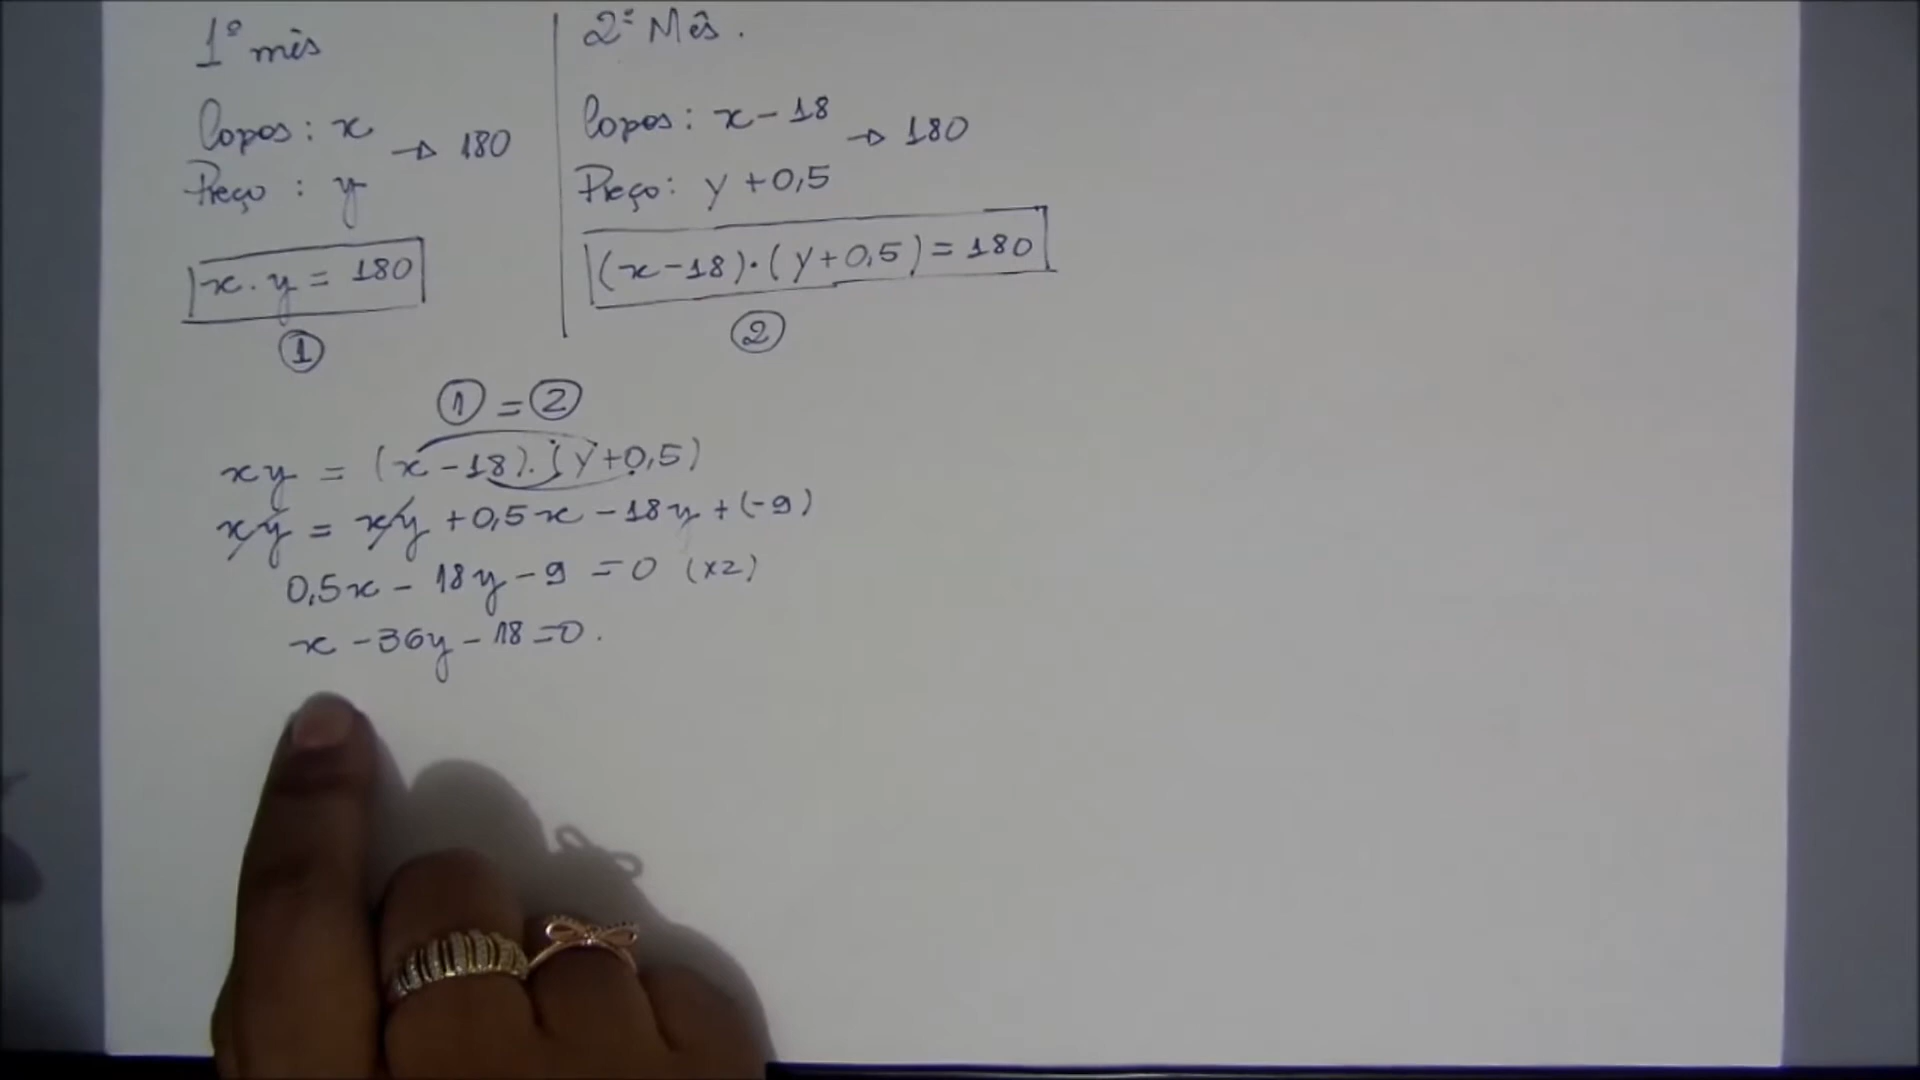 1º mês
Copos: x
→ 180
Preço: y
x . y = 180
1
2º Mês.
Copos: x - 18
→ 180
Preço: y + 0,5
(x - 18) . (y + 0,5) = 180
2
1 = 2
xy = (x - 18) . (y + 0,5)
xy = xy + 0,5x - 18y + (-9)
0,5x - 18y - 9 = 0 (x2)
x - 36y - 18 = 0.